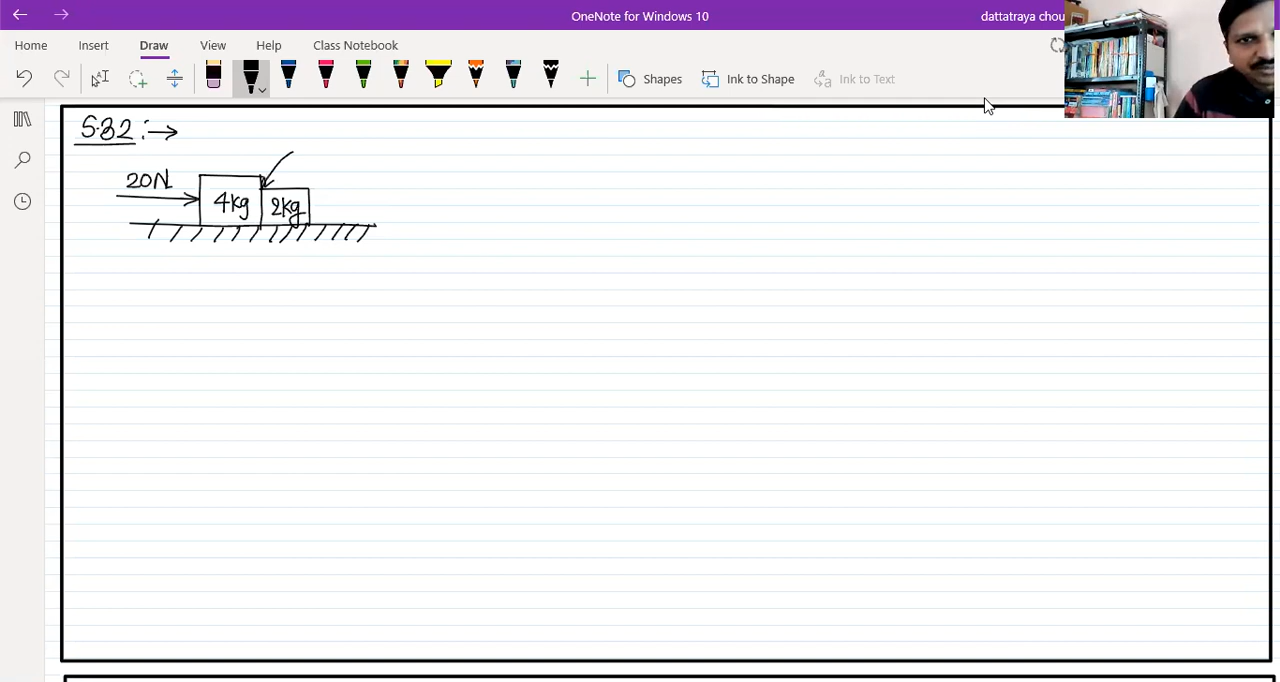 OneNote for Windows 10
dattatraya chou
Home Insert Draw View Help Class Notebook
Shapes Ink to Shape Ink to Text
5.32 :→
20N
4kg 2kg